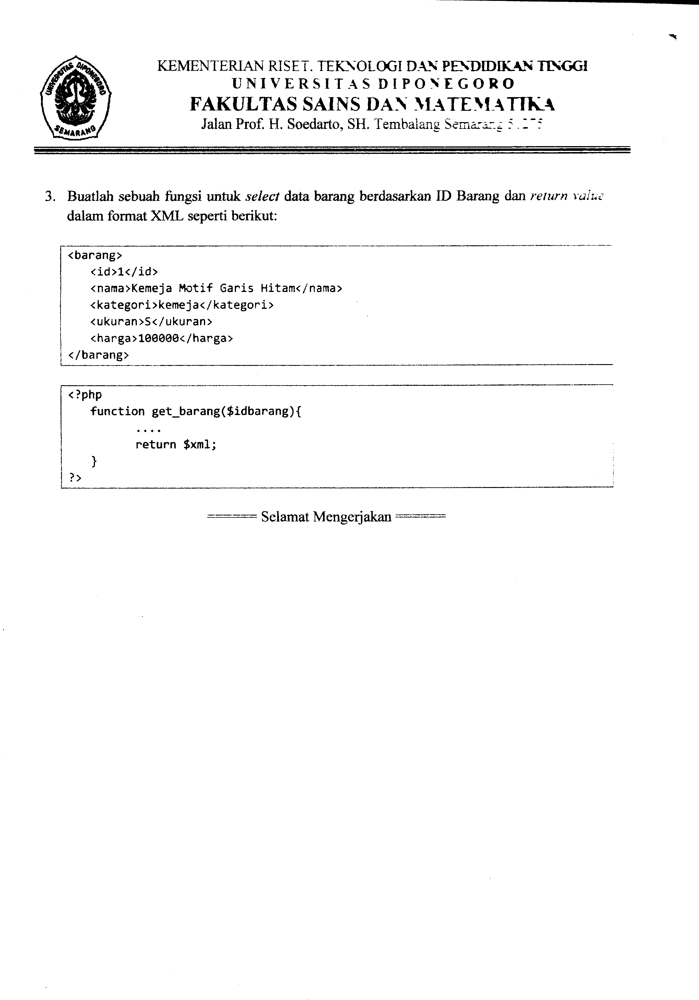 UNIVERSITAS DIPONEGORO
SEMARANG
KEMENTERIAN RISET. TEKNOLOGI DAN PENDIDIKAN TINGGI
UNIVERSITAS DIPONEGORO
FAKULTAS SAINS DAN MATEMATIKA
Jalan Prof. H. Soedarto, SH. Tembalang Semarang
3. Buatlah sebuah fungsi untuk select data barang berdasarkan ID Barang dan return value
dalam format XML seperti berikut:
<barang>
<id>1</id>
<nama>Kemeja Motif Garis Hitam</nama>
<kategori>kemeja</kategori>
<ukuran>S</ukuran>
<harga>100000</harga>
</barang>
<?php
function get_barang($idbarang){
....
return $xml;
}
?>
====== Selamat Mengerjakan ======